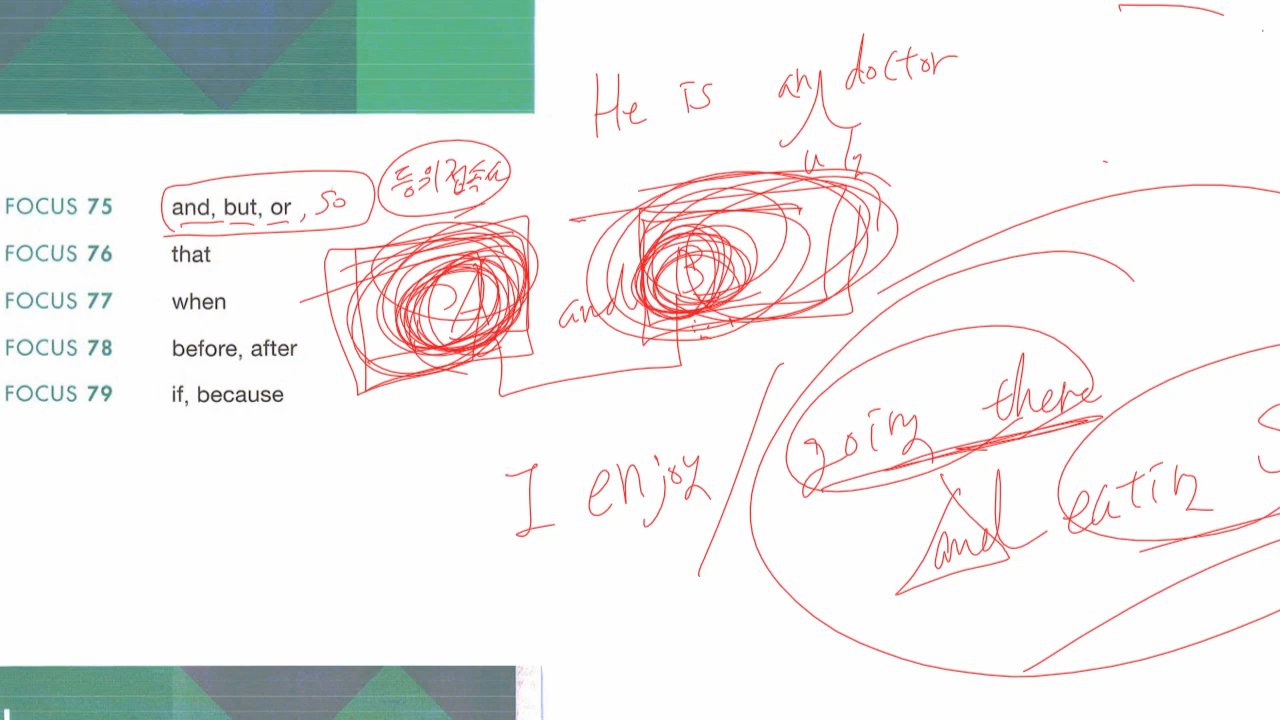 He is any doctor
등위접속사
FOCUS 75 and, but, or, so
FOCUS 76 that
FOCUS 77 when
FOCUS 78 before, after
FOCUS 79 if, because
A and B
I enjoy / going there
and eating